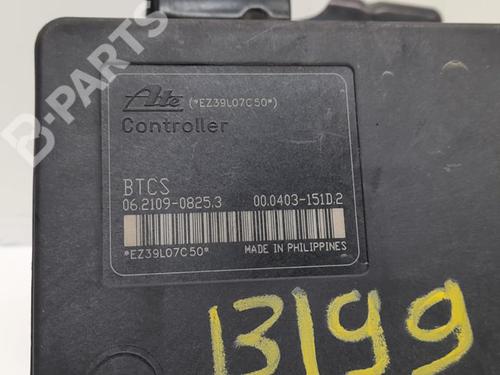 B-PARTS
Ate (*EZ39L07C50*)
Controller
BTCS
06.2109-0825.3 00.0403-151D.2
*EZ39L07C50* MADE IN PHILIPPINES
13199